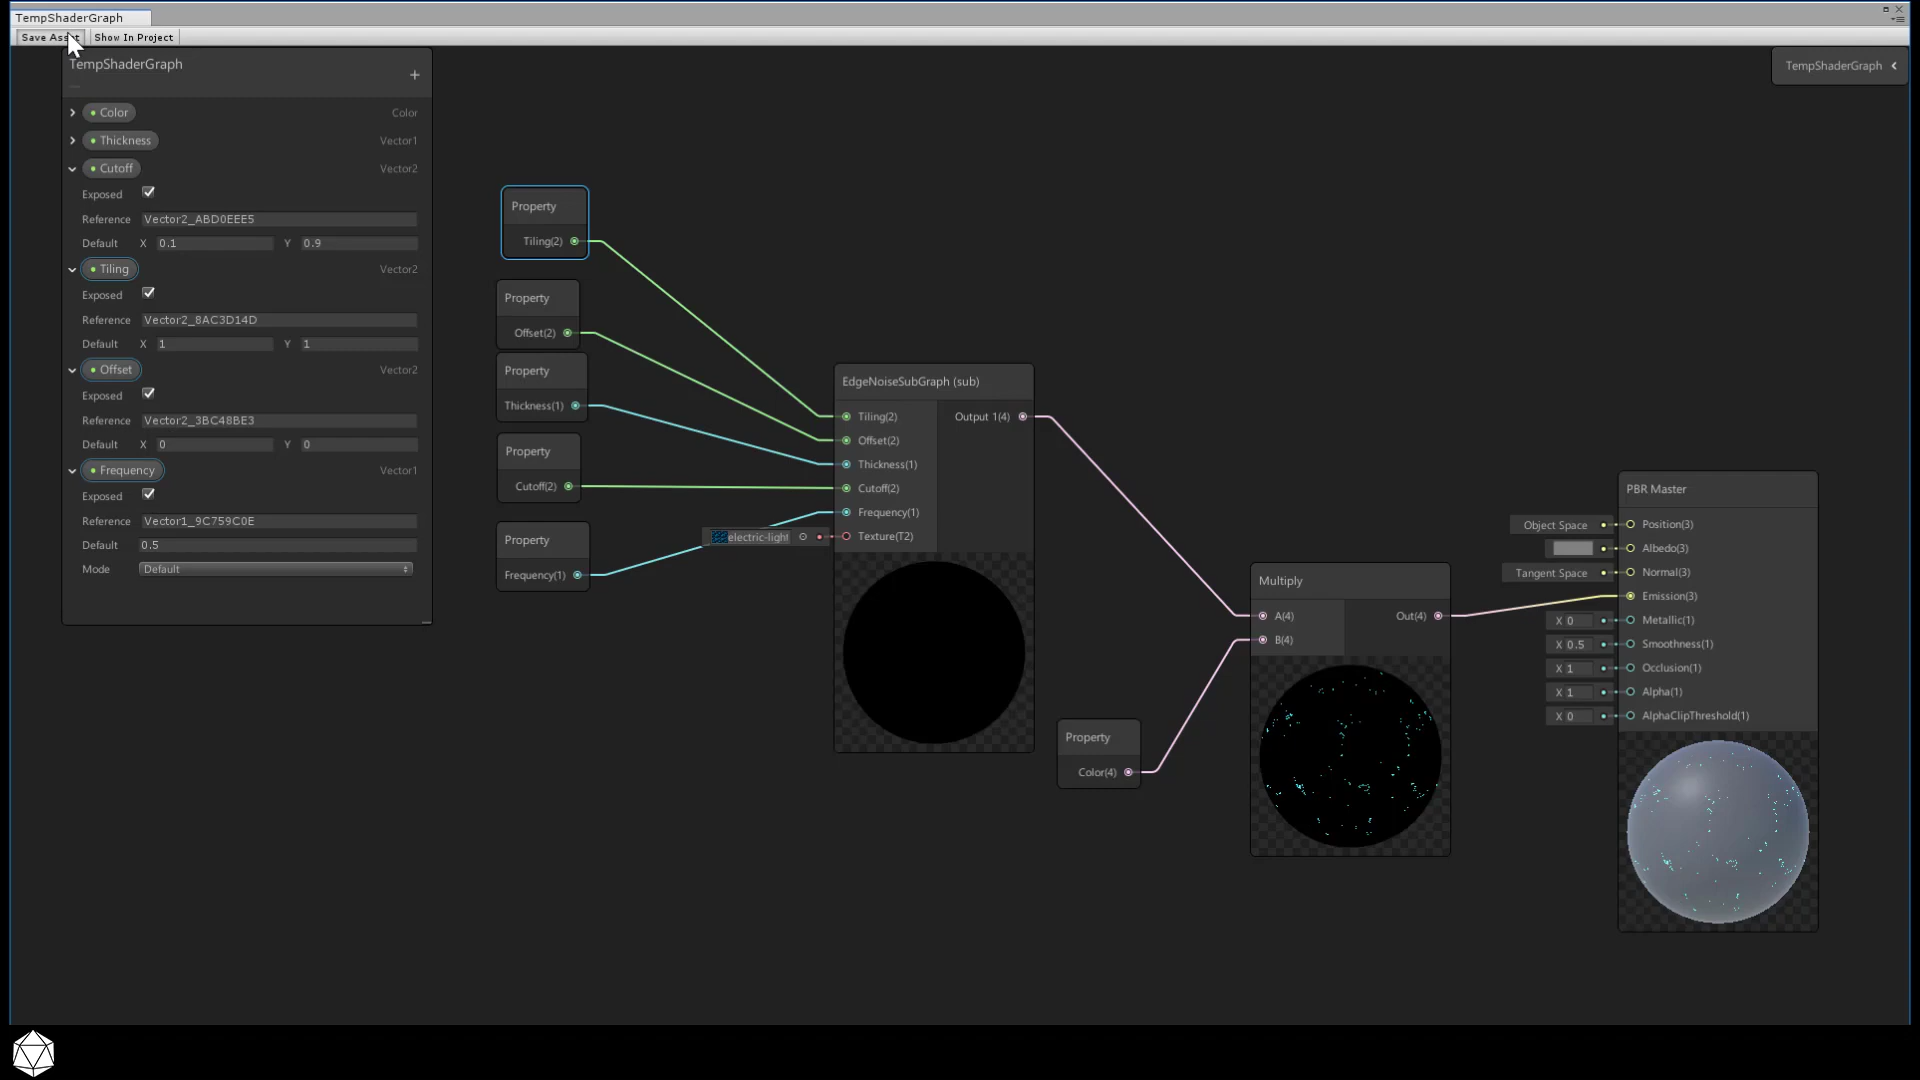 TempShaderGraph
Save Asset Show In Project
TempShaderGraph
+
TempShaderGraph
Color Color
Thickness Vector1
Cutoff Vector2
Exposed
Reference Vector2_ABD0EEE5
Default X 0.1 Y 0.9
Tiling Vector2
Exposed
Reference Vector2_8AC3D14D
Default X 1 Y 1
Offset Vector2
Exposed
Reference Vector2_3BC48BE3
Default X 0 Y 0
Frequency Vector1
Exposed
Reference Vector1_9C759C0E
Default 0.5
Mode Default
Property
Tiling(2)
Property
Offset(2)
Property
Thickness(1)
Property
Cutoff(2)
Property
Frequency(1)
EdgeNoiseSubGraph (sub)
Tiling(2) Output 1(4)
Offset(2)
Thickness(1)
Cutoff(2)
Frequency(1)
electric-light Texture(T2)
Property
Color(4)
Multiply
A(4) Out(4)
B(4)
PBR Master
Object Space Position(3)
Albedo(3)
Tangent Space Normal(3)
Emission(3)
X 0 Metallic(1)
X 0.5 Smoothness(1)
X 1 Occlusion(1)
X 1 Alpha(1)
X 0 AlphaClipThreshold(1)